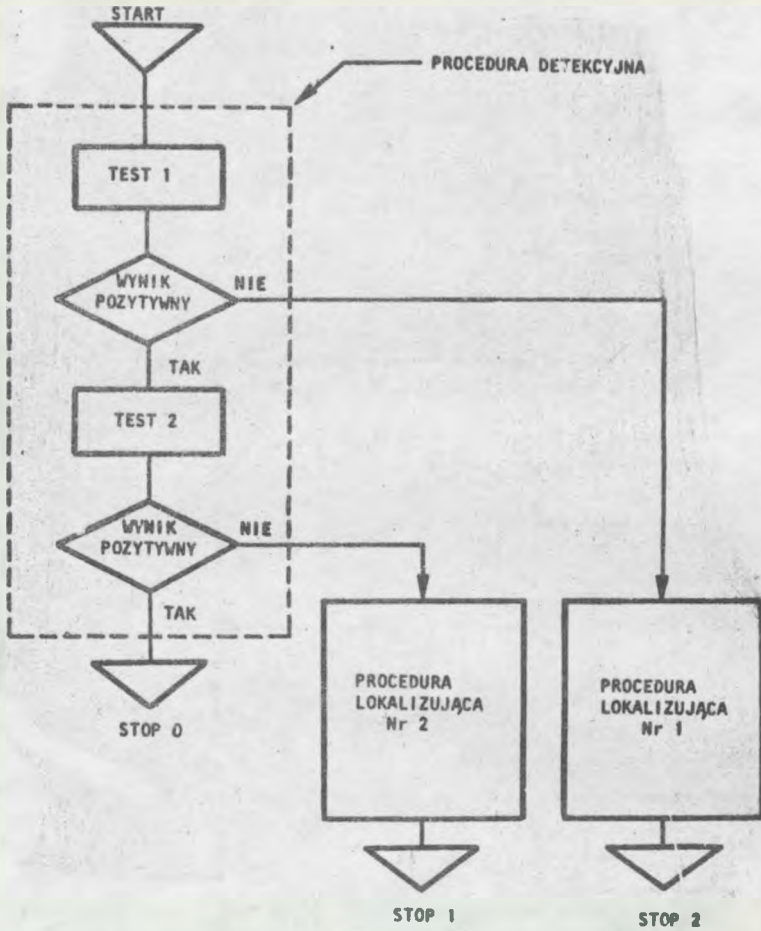 START
PROCEDURA DETEKCYJNA
TEST 1
WYNIK
POZYTYWNY
NIE
TAK
TEST 2
WYNIK
POZYTYWNY
NIE
TAK
STOP 0
PROCEDURA
LOKALIZUJĄCA
Nr 2
PROCEDURA
LOKALIZUJĄCA
Nr 1
STOP 1
STOP 2